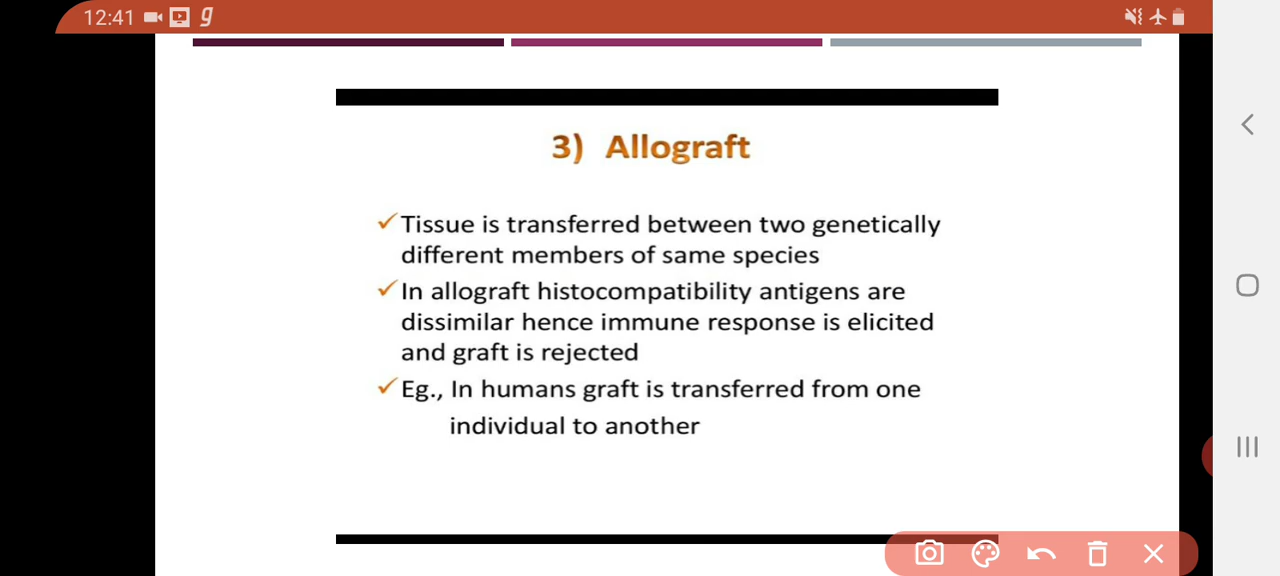 12:41
3) Allograft
Tissue is transferred between two genetically
different members of same species
In allograft histocompatibility antigens are
dissimilar hence immune response is elicited
and graft is rejected
Eg., In humans graft is transferred from one
individual to another